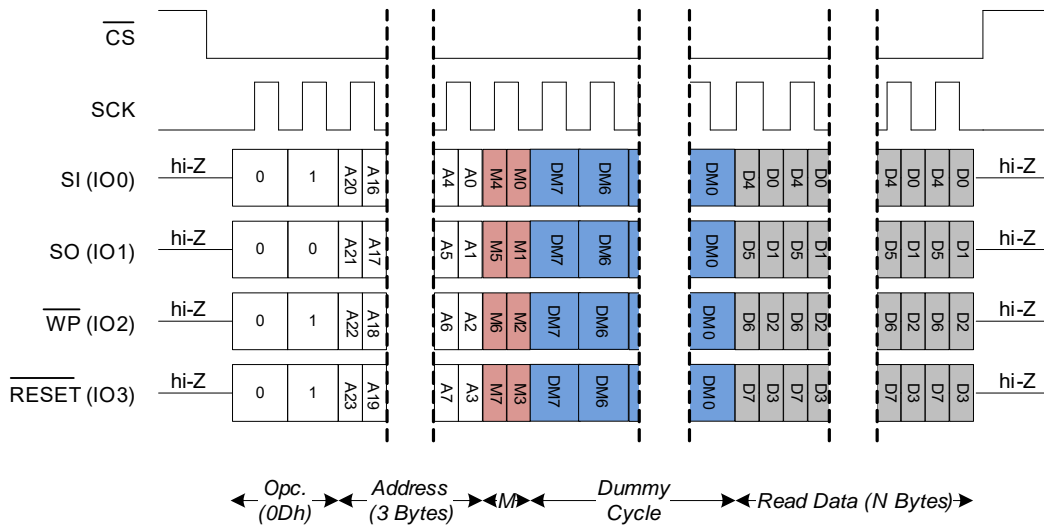 CS
SCK
SI (IO0) hi-Z 0 1 A20 A16 A4 A0 M4 M0 DM7 DM6 DM0 D4 D0 D4 D0 D4 D0 D4 D0 hi-Z
SO (IO1) hi-Z 0 0 A21 A17 A5 A1 M5 M1 DM7 DM6 DM0 D5 D1 D5 D1 D5 D1 D5 D1 hi-Z
WP (IO2) hi-Z 0 1 A22 A18 A6 A2 M6 M2 DM7 DM6 DM0 D6 D2 D6 D2 D6 D2 D6 D2 hi-Z
RESET (IO3) hi-Z 0 1 A23 A19 A7 A3 M7 M3 DM7 DM6 DM0 D7 D3 D7 D3 D7 D3 D7 D3 hi-Z
Opc. Address M Dummy Read Data (N Bytes)
(0Dh) (3 Bytes) Cycle